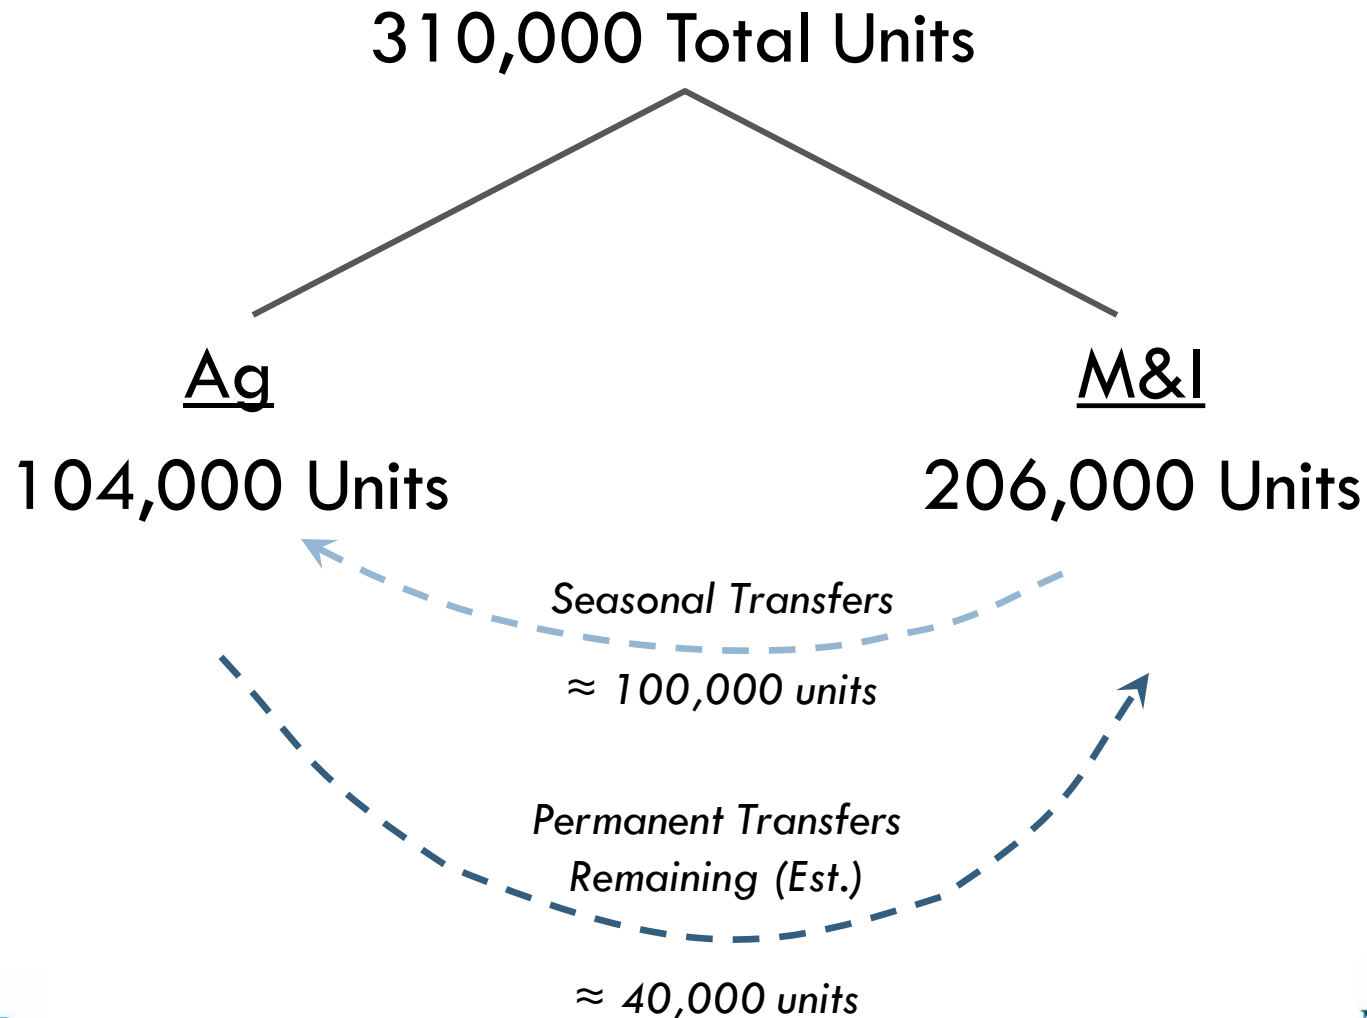 310,000 Total Units
Ag
M&I
104,000 Units
206,000 Units
Seasonal Transfers
≈ 100,000 units
Permanent Transfers
Remaining (Est.)
≈ 40,000 units